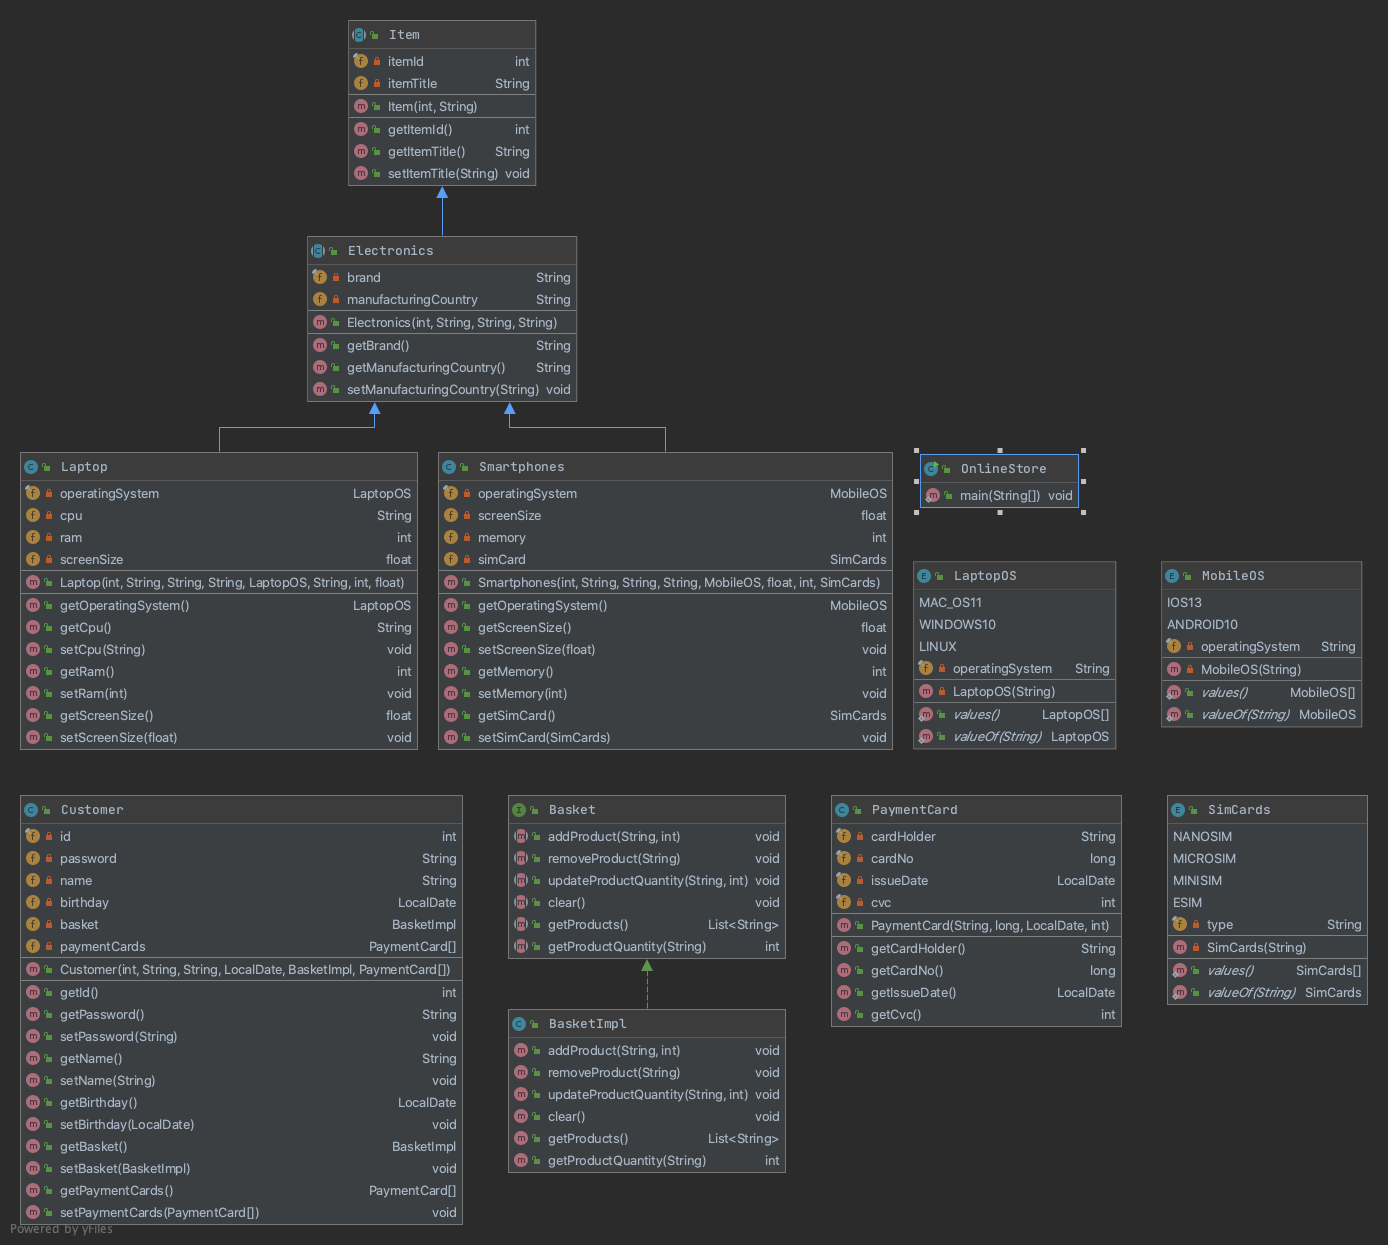 Item
itemId int
itemTitle String
Item(int, String)
getItemId() int
getItemTitle() String
setItemTitle(String) void
Electronics
brand String
manufacturingCountry String
Electronics(int, String, String, String)
getBrand() String
getManufacturingCountry() String
setManufacturingCountry(String) void
Laptop
operatingSystem LaptopOS
cpu String
ram int
screenSize float
Laptop(int, String, String, String, LaptopOS, String, int, float)
getOperatingSystem() LaptopOS
getCpu() String
setCpu(String) void
getRam() int
setRam(int) void
getScreenSize() float
setScreenSize(float) void
Smartphones
operatingSystem MobileOS
screenSize float
memory int
simCard SimCards
Smartphones(int, String, String, String, MobileOS, float, int, SimCards)
getOperatingSystem() MobileOS
getScreenSize() float
setScreenSize(float) void
getMemory() int
setMemory(int) void
getSimCard() SimCards
setSimCard(SimCards) void
OnlineStore
main(String[]) void
LaptopOS
MAC_OS11
WINDOWS10
LINUX
operatingSystem String
LaptopOS(String)
values() LaptopOS[]
valueOf(String) LaptopOS
MobileOS
IOS13
ANDROID10
operatingSystem String
MobileOS(String)
values() MobileOS[]
valueOf(String) MobileOS
Customer
id int
password String
name String
birthday LocalDate
basket BasketImpl
paymentCards PaymentCard[]
Customer(int, String, String, LocalDate, BasketImpl, PaymentCard[])
getId() int
getPassword() String
setPassword(String) void
getName() String
setName(String) void
getBirthday() LocalDate
setBirthday(LocalDate) void
getBasket() BasketImpl
setBasket(BasketImpl) void
getPaymentCards() PaymentCard[]
setPaymentCards(PaymentCard[]) void
Basket
addProduct(String, int) void
removeProduct(String) void
updateProductQuantity(String, int) void
clear() void
getProducts() List<String>
getProductQuantity(String) int
BasketImpl
addProduct(String, int) void
removeProduct(String) void
updateProductQuantity(String, int) void
clear() void
getProducts() List<String>
getProductQuantity(String) int
PaymentCard
cardHolder String
cardNo long
issueDate LocalDate
cvc int
PaymentCard(String, long, LocalDate, int)
getCardHolder() String
getCardNo() long
getIssueDate() LocalDate
getCvc() int
SimCards
NANOSIM
MICROSIM
MINISIM
ESIM
type String
SimCards(String)
values() SimCards[]
valueOf(String) SimCards
Powered by yFiles